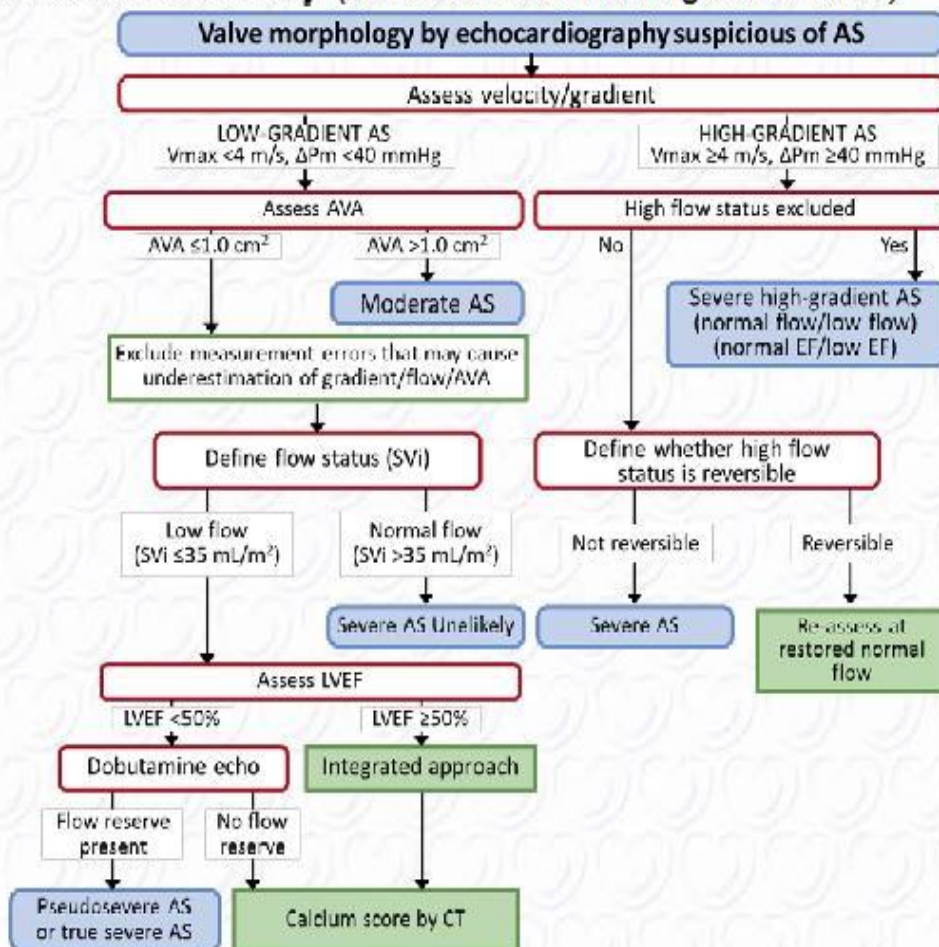 Valve morphology by echocardiography suspicious of AS
Assess velocity/gradient
LOW-GRADIENT AS
Vmax <4 m/s, ΔPm <40 mmHg
HIGH-GRADIENT AS
Vmax ≥4 m/s, ΔPm ≥40 mmHg
Assess AVA
High flow status excluded
AVA ≤1.0 cm²
AVA >1.0 cm²
No
Yes
Moderate AS
Severe high-gradient AS
(normal flow/low flow)
(normal EF/low EF)
Exclude measurement errors that may cause
underestimation of gradient/flow/AVA
Define flow status (SVi)
Define whether high flow
status is reversible
Low flow
(SVi ≤35 mL/m²)
Normal flow
(SVi >35 mL/m²)
Not reversible
Reversible
Severe AS Unelikely
Severe AS
Re-assess at
restored normal
flow
Assess LVEF
LVEF <50%
LVEF ≥50%
Dobutamine echo
Integrated approach
Flow reserve
present
No flow
reserve
Pseudosevere AS
or true severe AS
Calcium score by CT